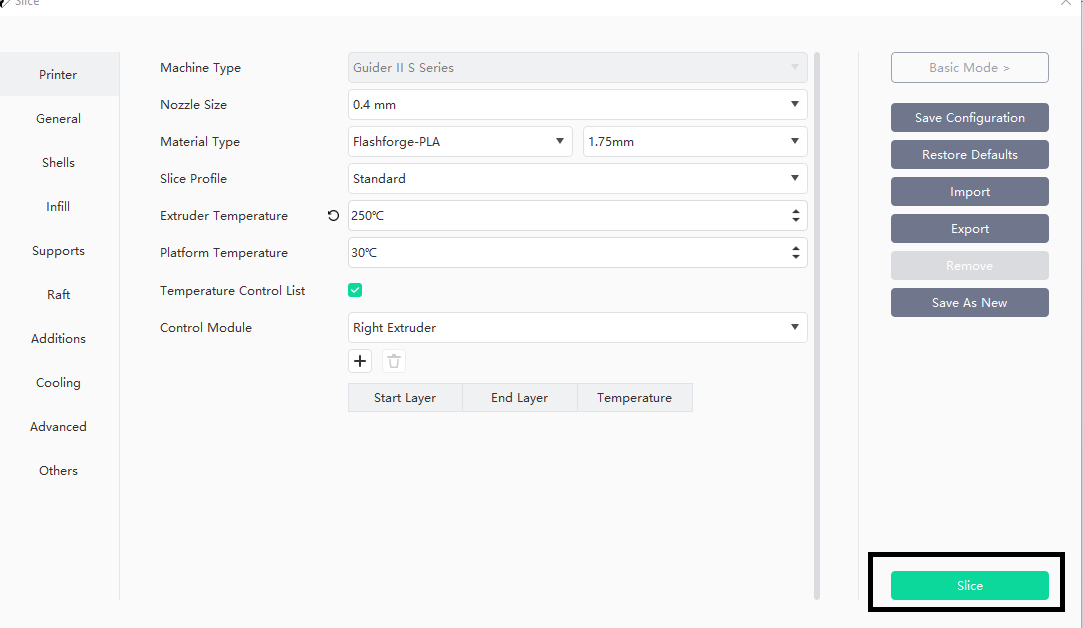 Slice
Printer
General
Shells
Infill
Supports
Raft
Additions
Cooling
Advanced
Others
Machine Type Guider II S Series
Nozzle Size 0.4 mm
Material Type Flashforge-PLA 1.75mm
Slice Profile Standard
Extruder Temperature 250℃
Platform Temperature 30℃
Temperature Control List
Control Module Right Extruder
Start Layer End Layer Temperature
Basic Mode >
Save Configuration
Restore Defaults
Import
Export
Remove
Save As New
Slice